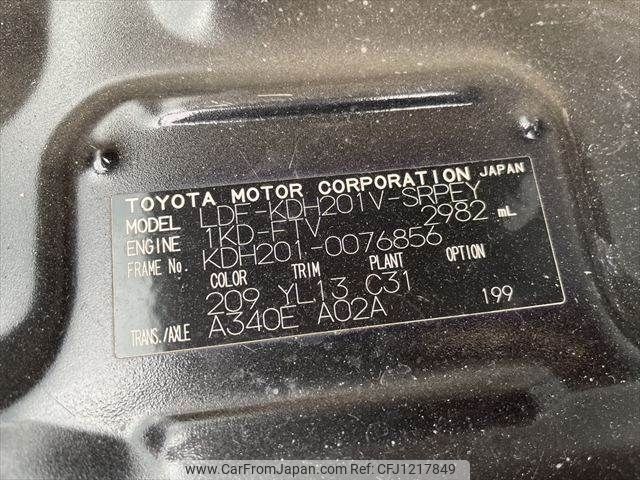 TOYOTA MOTOR CORPORATION JAPAN
MODEL LDF-KDH201V-SRPEY
ENGINE 1KD-FTV 2982 mL
FRAME No. KDH201-0076856
COLOR TRIM PLANT OPTION
209 YL13 C31
TRANS./AXLE A340E A02A 199
www.CarFromJapan.com ReferenceNo.CFJ1217849